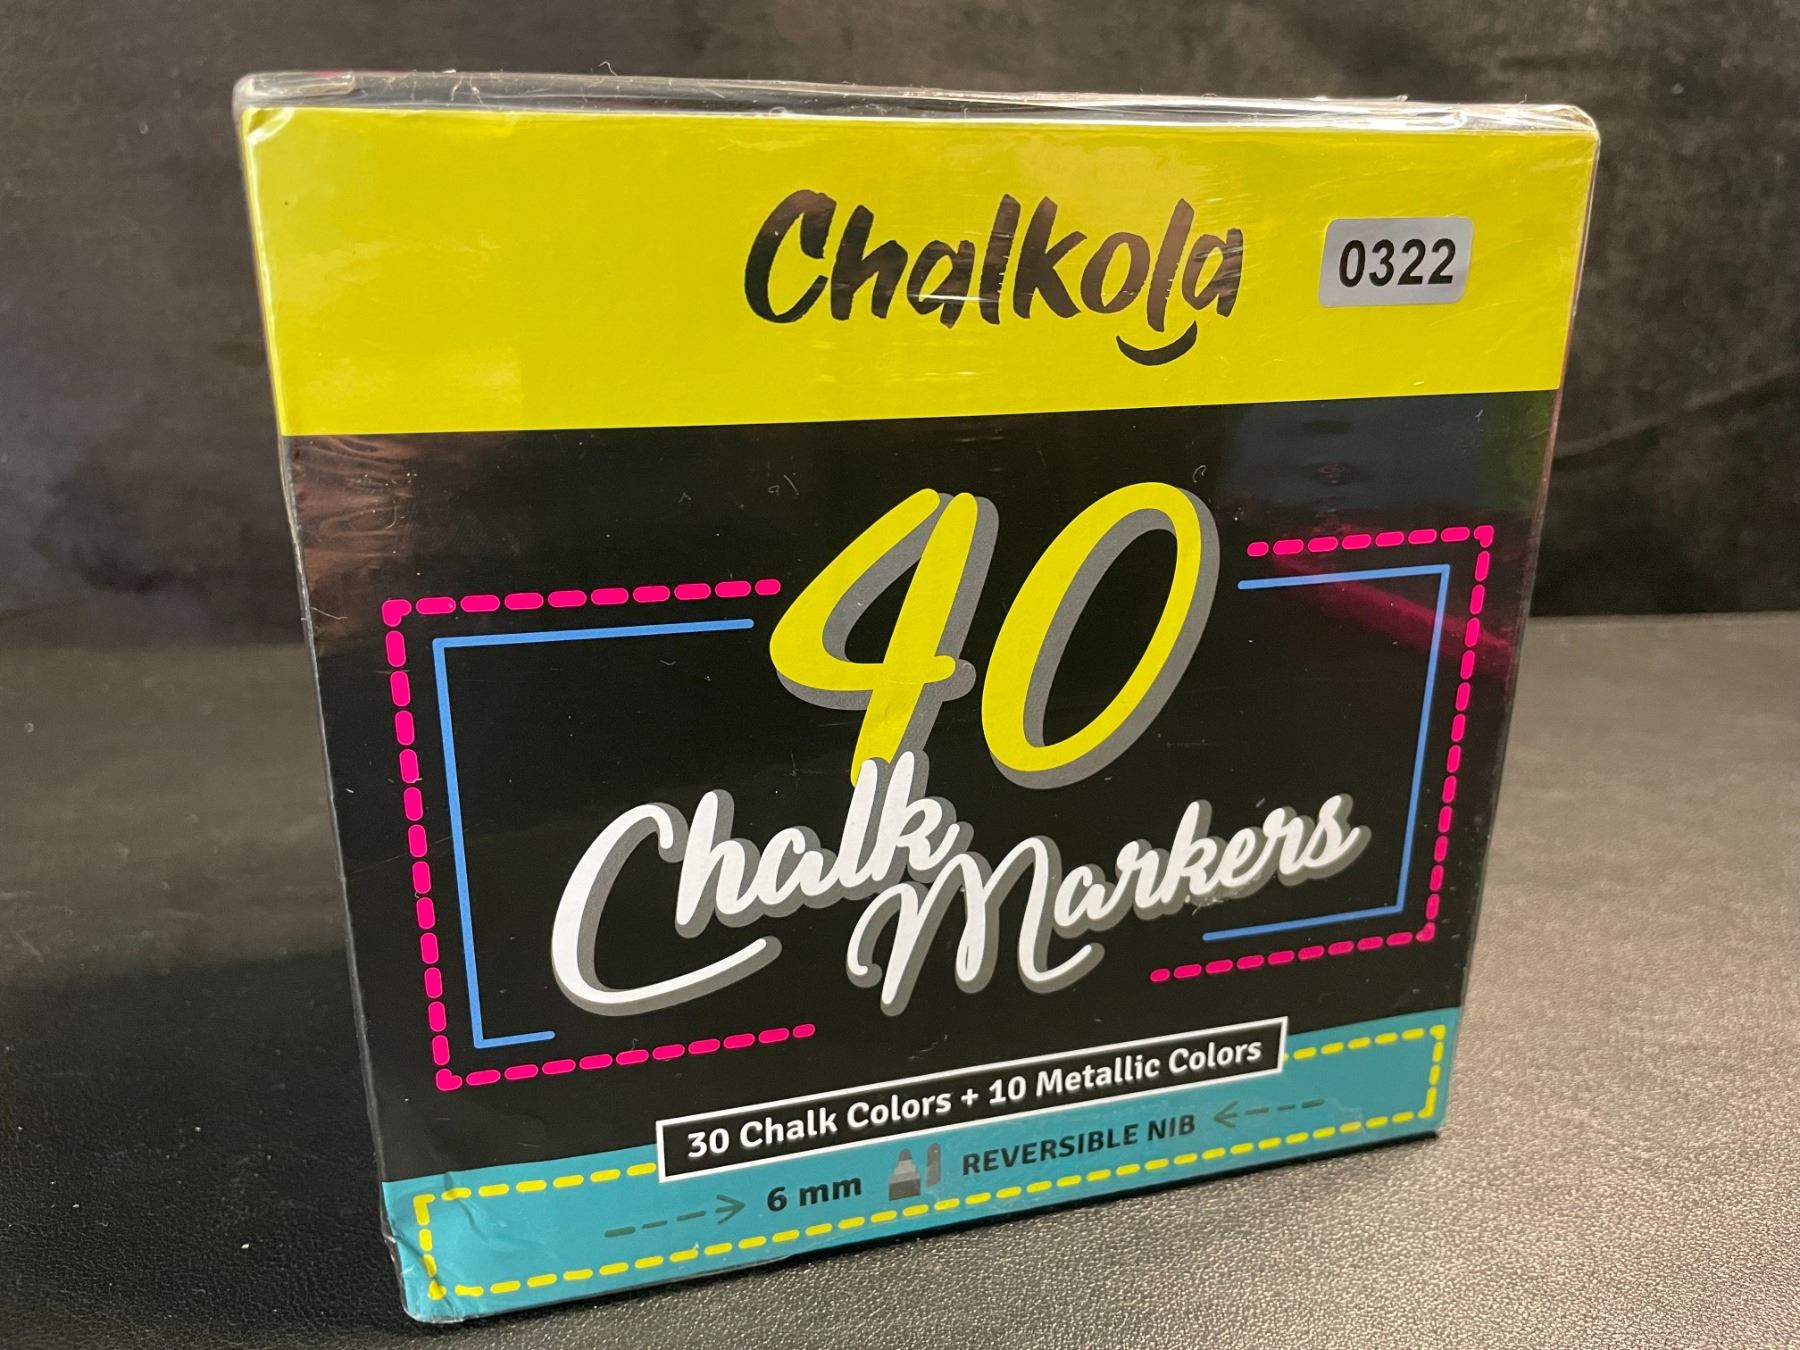 Chalkola
0322
40
Chalk
Markers
30 Chalk Colors + 10 Metallic Colors
6 mm REVERSIBLE NIB